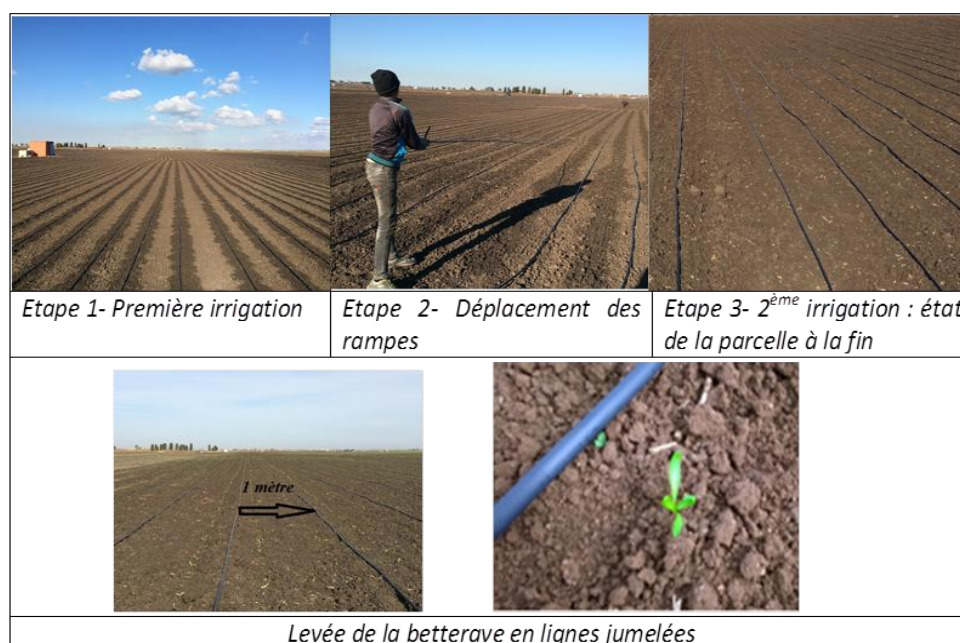 Etape 1- Première irrigation
Etape 2- Déplacement des
rampes
Etape 3- 2ème irrigation : état
de la parcelle à la fin
1 mètre
Levée de la betterave en lignes jumelées